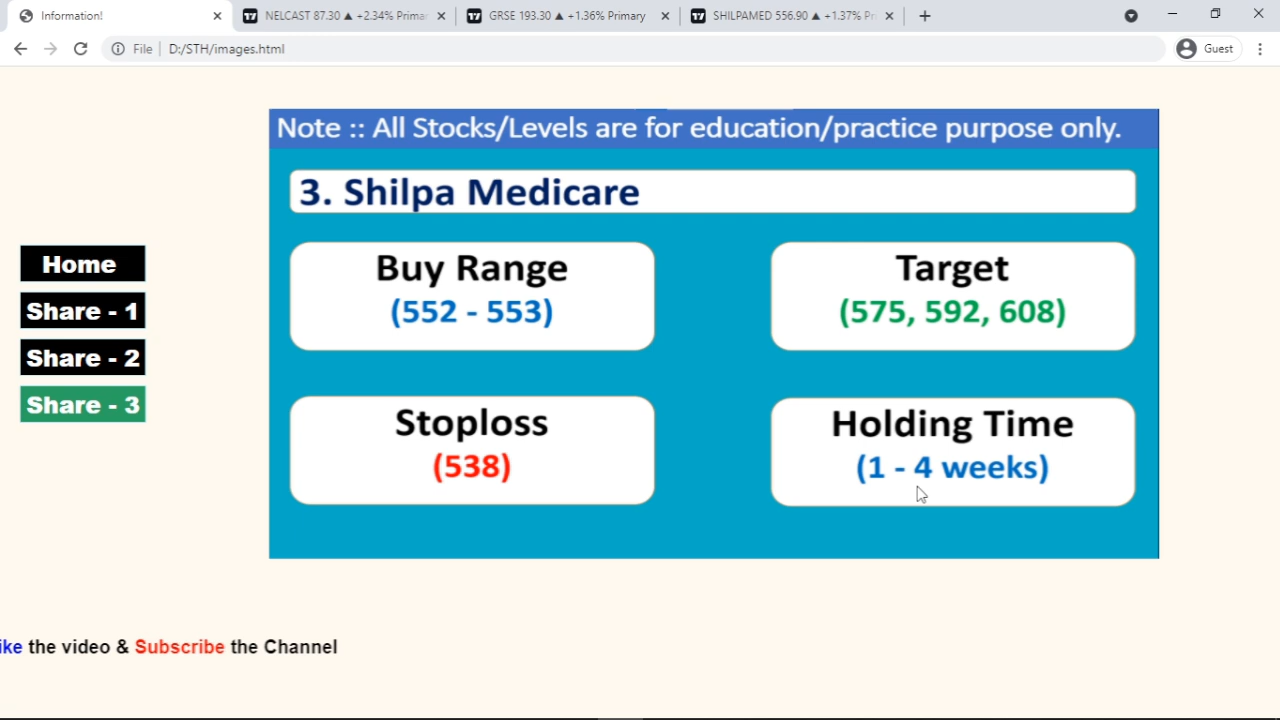 Information!
NELCAST 87.30 ▲ +2.34% Primar
GRSE 193.30 ▲ +1.36% Primary
SHILPAMED 556.90 ▲ +1.37% Pr
File | D:/STH/images.html
Guest
Note :: All Stocks/Levels are for education/practice purpose only.
3. Shilpa Medicare
Home
Share - 1
Share - 2
Share - 3
Buy Range
(552 - 553)
Target
(575, 592, 608)
Stoploss
(538)
Holding Time
(1 - 4 weeks)
ike the video & Subscribe the Channel